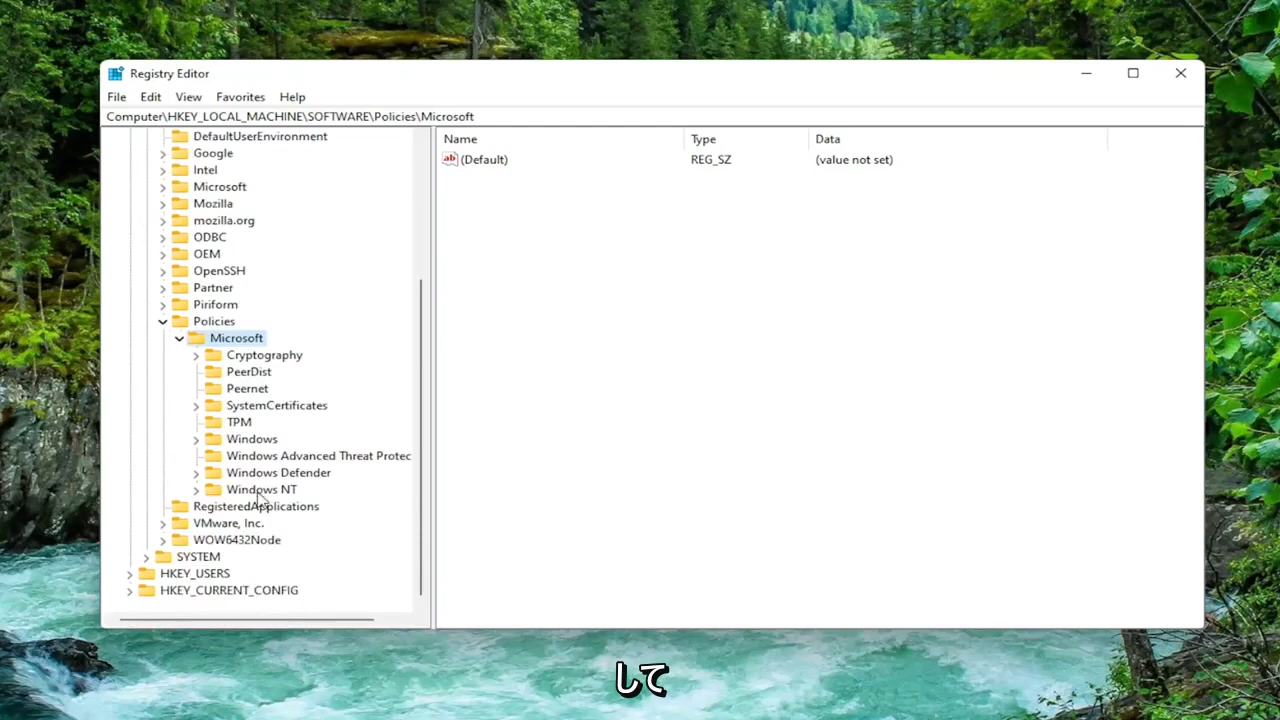 Registry Editor
File Edit View Favorites Help
Computer\HKEY_LOCAL_MACHINE\SOFTWARE\Policies\Microsoft
Name Type Data
(Default) REG_SZ (value not set)
DefaultUserEnvironment
Google
Intel
Microsoft
Mozilla
mozilla.org
ODBC
OEM
OpenSSH
Partner
Piriform
Policies
Microsoft
Cryptography
PeerDist
Peernet
SystemCertificates
TPM
Windows
Windows Advanced Threat Protec
Windows Defender
Windows NT
RegisteredApplications
VMware, Inc.
WOW6432Node
SYSTEM
HKEY_USERS
HKEY_CURRENT_CONFIG
して